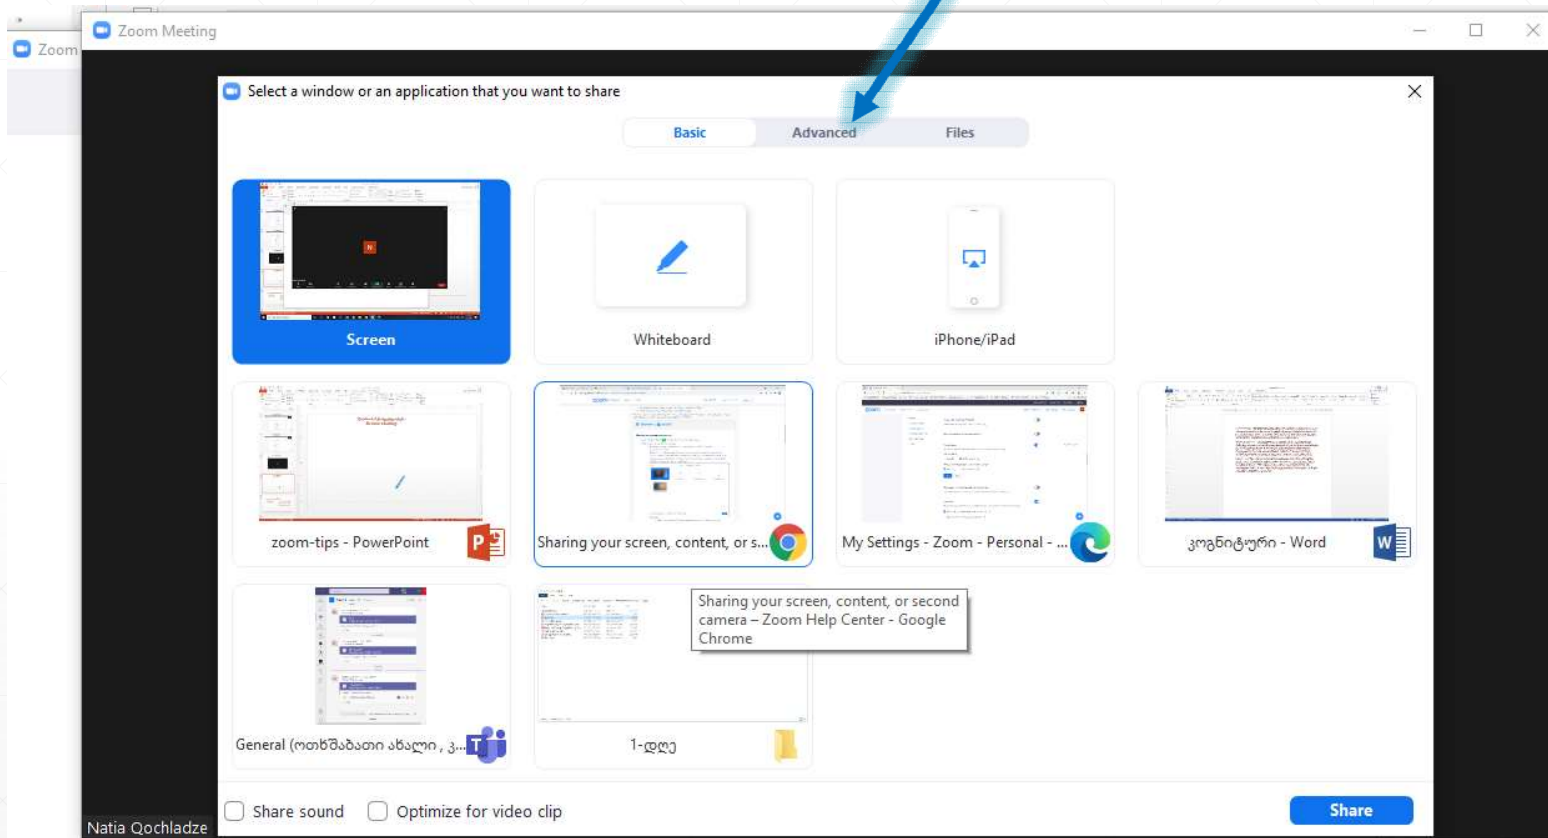 Zoom Meeting
Zoom
Select a window or an application that you want to share
Basic
Advanced
Files
N
Screen
Whiteboard
iPhone/iPad
zoom-tips - PowerPoint
Sharing your screen, content, or s...
My Settings - Zoom - Personal - ...
კოგნიტური - Word
Sharing your screen, content, or second
camera – Zoom Help Center - Google
Chrome
General (ოთხშაბათი ახალი , კ...
1-დღე
Share sound
Optimize for video clip
Share
Natia Qochladze